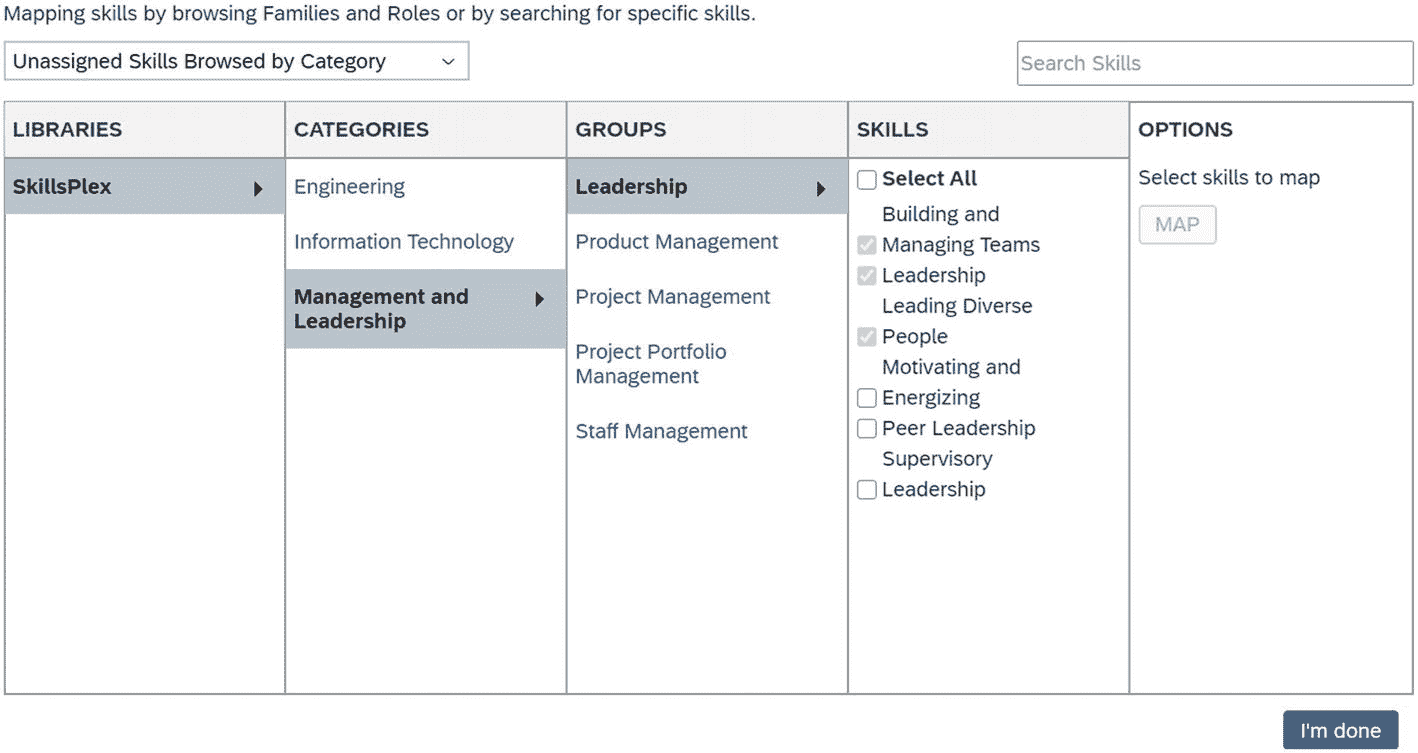 Mapping skills by browsing Families and Roles or by searching for specific skills.
Unassigned Skills Browsed by Category
Search Skills
LIBRARIES
CATEGORIES
GROUPS
SKILLS
OPTIONS
SkillsPlex
Engineering
Information Technology
Management and
Leadership
Leadership
Product Management
Project Management
Project Portfolio
Management
Staff Management
Select All
Building and
Managing Teams
Leadership
Leading Diverse
People
Motivating and
Energizing
Peer Leadership
Supervisory
Leadership
Select skills to map
MAP
I'm done